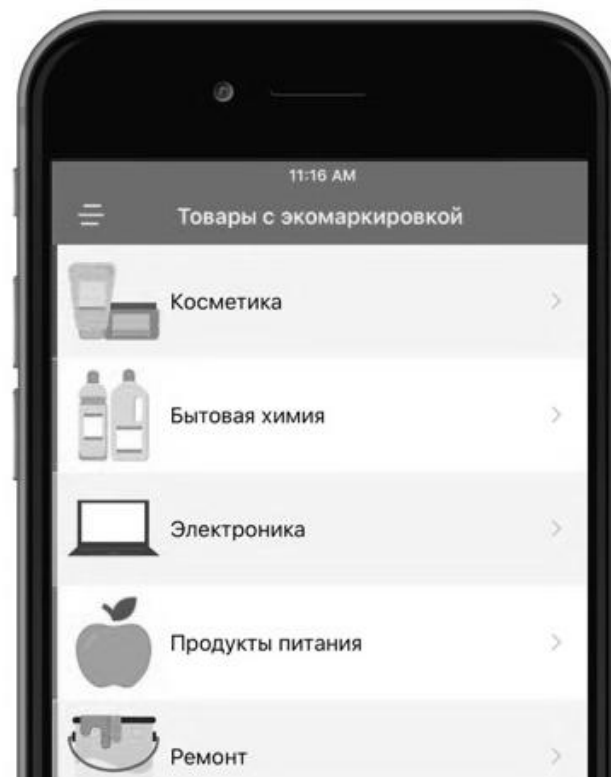 11:16 AM
Товары с экомаркировкой
Косметика
Бытовая химия
Электроника
Продукты питания
Ремонт